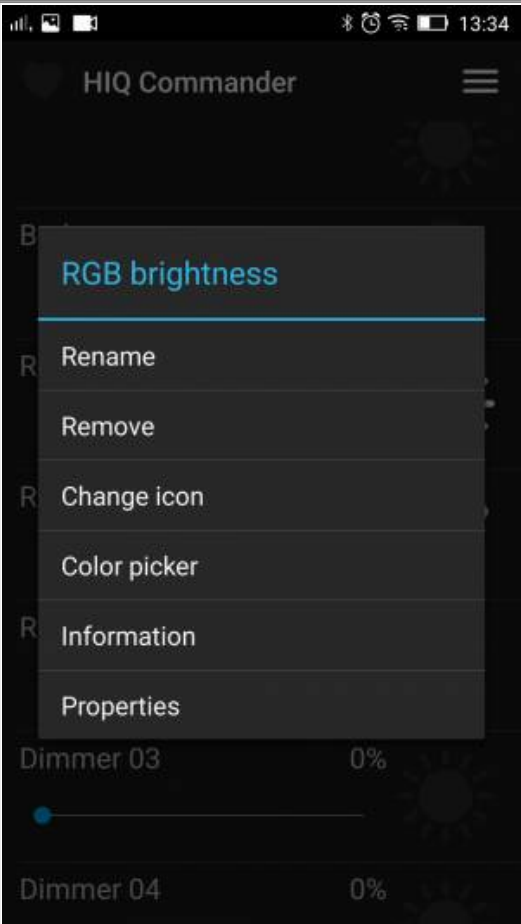 13:34
HIQ Commander
B
RGB brightness
Rename
R
Remove
Change icon
R
Color picker
Information
R
Properties
Dimmer 03 0%
Dimmer 04 0%